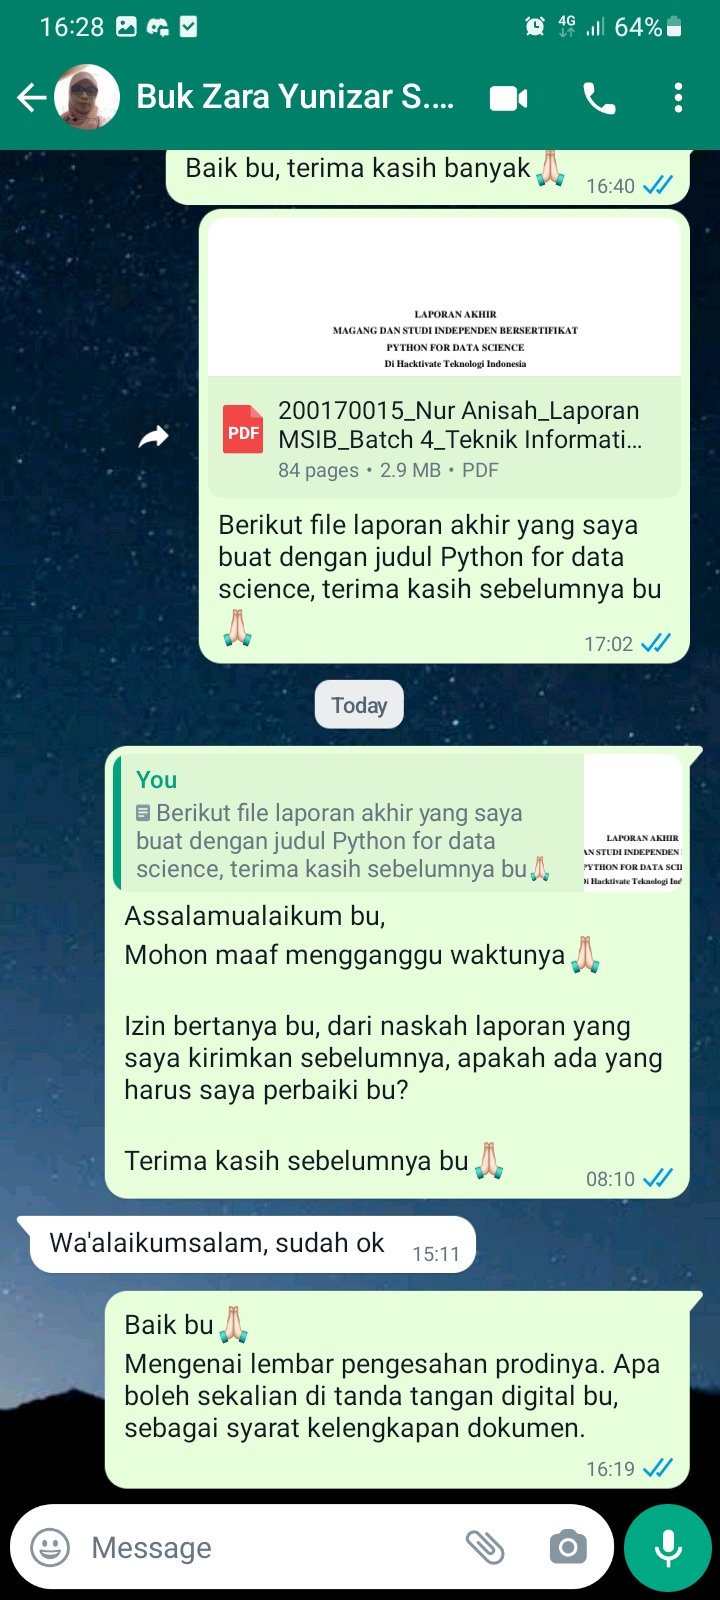 16:28
4G
64%
Buk Zara Yunizar S....
Baik bu, terima kasih banyak🙏🏻
16:40
LAPORAN AKHIR
MAGANG DAN STUDI INDEPENDEN BERSERTIFIKAT
PYTHON FOR DATA SCIENCE
Di Hacktivate Teknologi Indonesia
PDF
200170015_Nur Anisah_Laporan
MSIB_Batch 4_Teknik Informati...
84 pages • 2.9 MB • PDF
Berikut file laporan akhir yang saya
buat dengan judul Python for data
science, terima kasih sebelumnya bu
🙏🏻
17:02
Today
You
Berikut file laporan akhir yang saya
buat dengan judul Python for data
science, terima kasih sebelumnya bu🙏🏻
LAPORAN AKHIR
AN STUDI INDEPENDEN
PYTHON FOR DATA SCI
Di Hacktivate Teknologi Ind
Assalamualaikum bu,
Mohon maaf mengganggu waktunya🙏🏻
Izin bertanya bu, dari naskah laporan yang
saya kirimkan sebelumnya, apakah ada yang
harus saya perbaiki bu?
Terima kasih sebelumnya bu🙏🏻
08:10
Wa'alaikumsalam, sudah ok
15:11
Baik bu🙏🏻
Mengenai lembar pengesahan prodinya. Apa
boleh sekalian di tanda tangan digital bu,
sebagai syarat kelengkapan dokumen.
16:19
Message